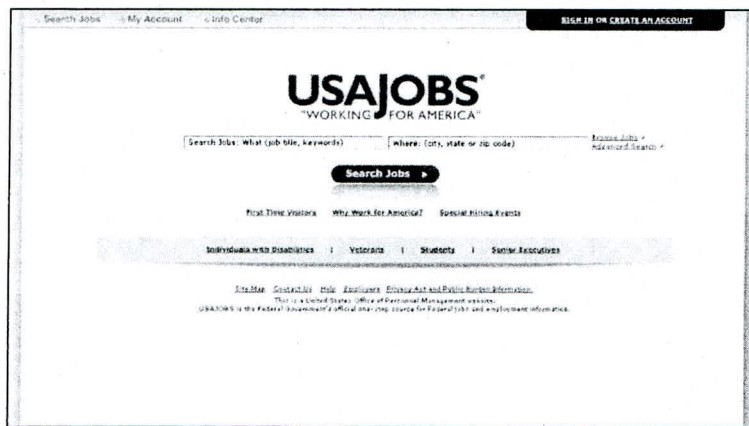 Search Jobs My Account Info Center SIGN IN OR CREATE AN ACCOUNT
USAJOBS®
"WORKING FOR AMERICA"
Search Jobs: What (job title, keywords) Where: (city, state or zip code) Browse Jobs
Advanced Search
Search Jobs
First Time Visitors Why Work for America? Special Hiring Events
Individuals with Disabilities | Veterans | Students | Senior Executives
Site Map Contact Us Help Employers Privacy Act and Public Burden Information
This is a United States Office of Personnel Management website.
USAJOBS is the Federal Government's official one-stop source for Federal jobs and employment information.